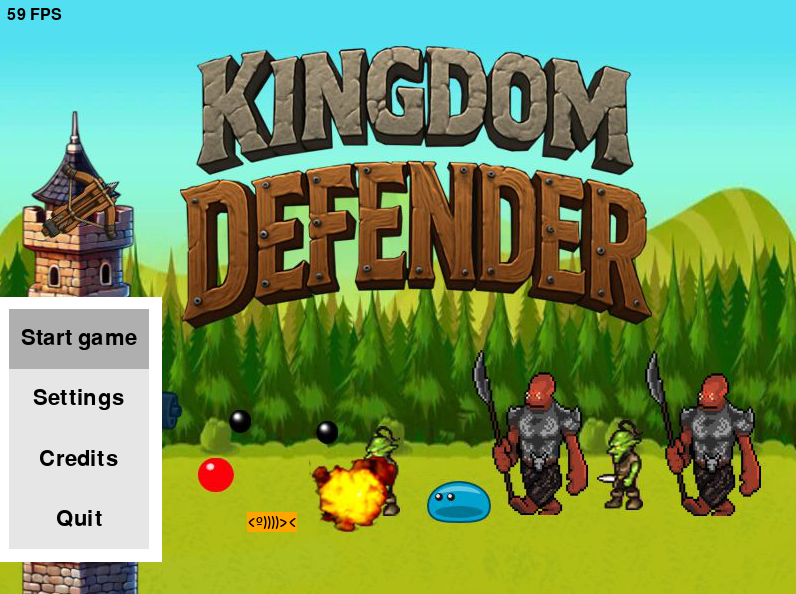 59 FPS
KINGDOM
DEFENDER
Start game
Settings
Credits
Quit
<º))))><